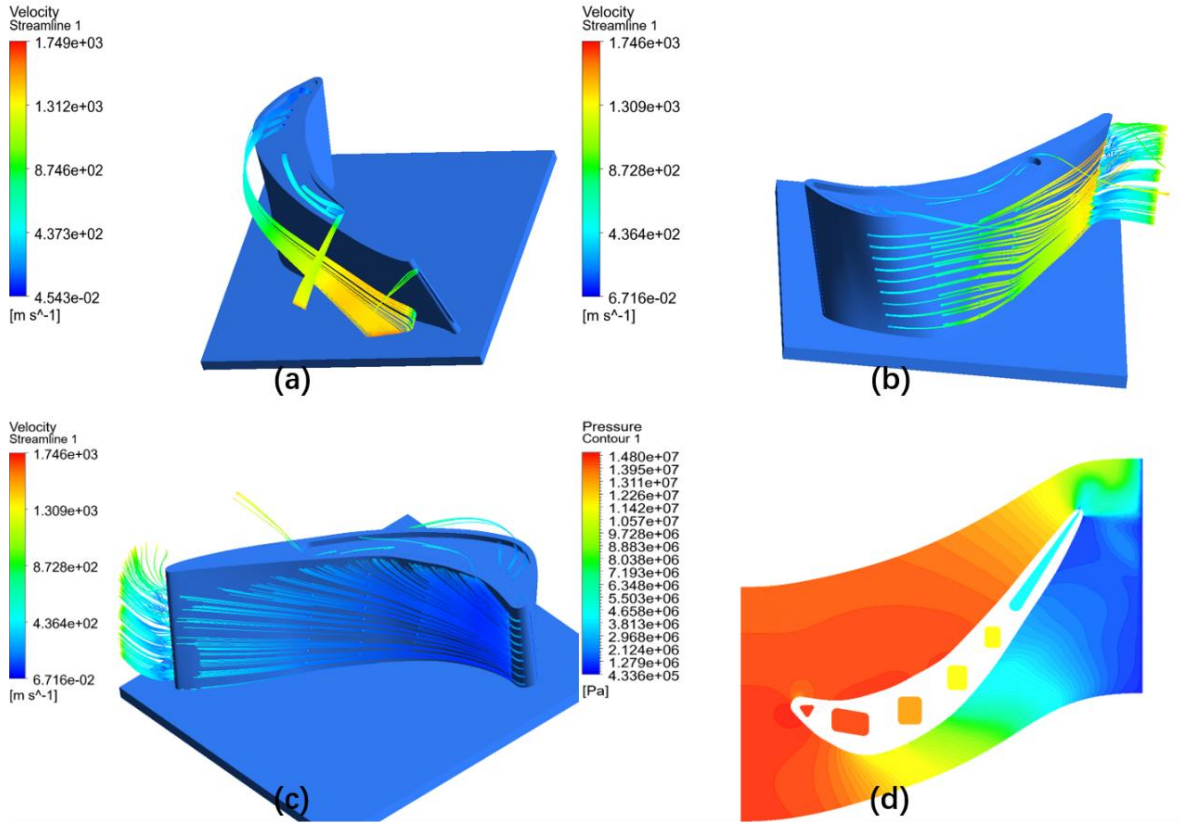 Velocity
Streamline 1
1.749e+03
1.312e+03
8.746e+02
4.373e+02
4.543e-02
[m s^-1]
(a)
Velocity
Streamline 1
1.746e+03
1.309e+03
8.728e+02
4.364e+02
6.716e-02
[m s^-1]
(b)
Velocity
Streamline 1
1.746e+03
1.309e+03
8.728e+02
4.364e+02
6.716e-02
[m s^-1]
(c)
Pressure
Contour 1
1.480e+07
1.395e+07
1.311e+07
1.226e+07
1.142e+07
1.057e+07
9.728e+06
8.883e+06
8.038e+06
7.193e+06
6.348e+06
5.503e+06
4.658e+06
3.813e+06
2.968e+06
2.124e+06
1.279e+06
4.336e+05
[Pa]
(d)